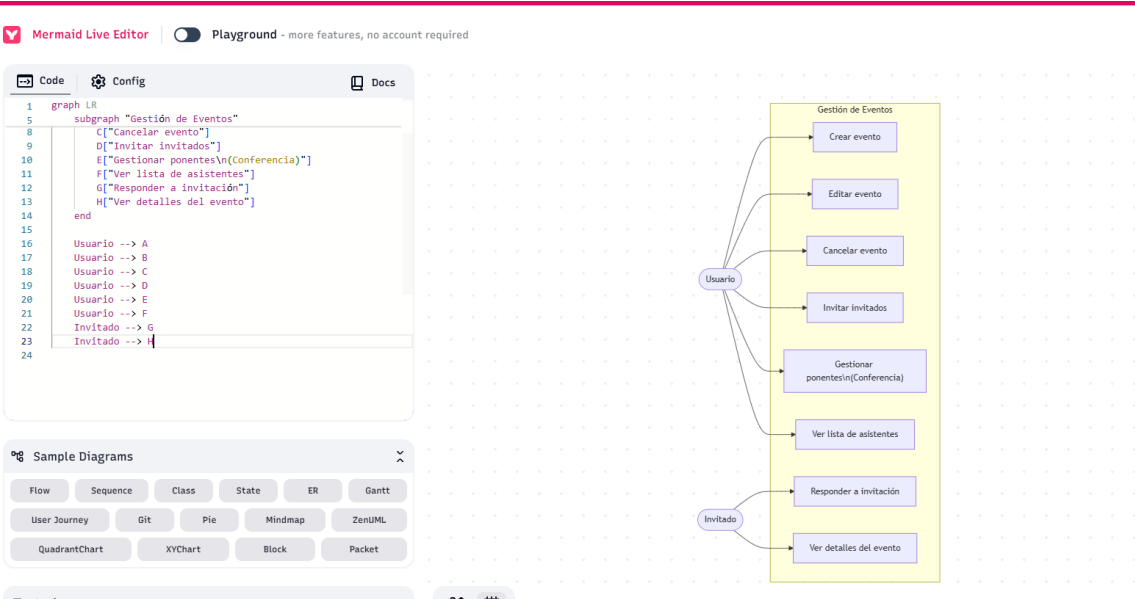 Mermaid Live Editor
Playground - more features, no account required
Code
Config
Docs
1 graph LR
5 subgraph "Gestión de Eventos"
8 C["Cancelar evento"]
9 D["Invitar invitados"]
10 E["Gestionar ponentes\n(Conferencia)"]
11 F["Ver lista de asistentes"]
12 G["Responder a invitación"]
13 H["Ver detalles del evento"]
14 end
15
16 Usuario --> A
17 Usuario --> B
18 Usuario --> C
19 Usuario --> D
20 Usuario --> E
21 Usuario --> F
22 Invitado --> G
23 Invitado --> H
24
Sample Diagrams
Flow
Sequence
Class
State
ER
Gantt
User Journey
Git
Pie
Mindmap
ZenUML
QuadrantChart
XYChart
Block
Packet
Gestión de Eventos
Crear evento
Editar evento
Cancelar evento
Usuario
Invitar invitados
Gestionar
ponentes\n(Conferencia)
Ver lista de asistentes
Responder a invitación
Invitado
Ver detalles del evento